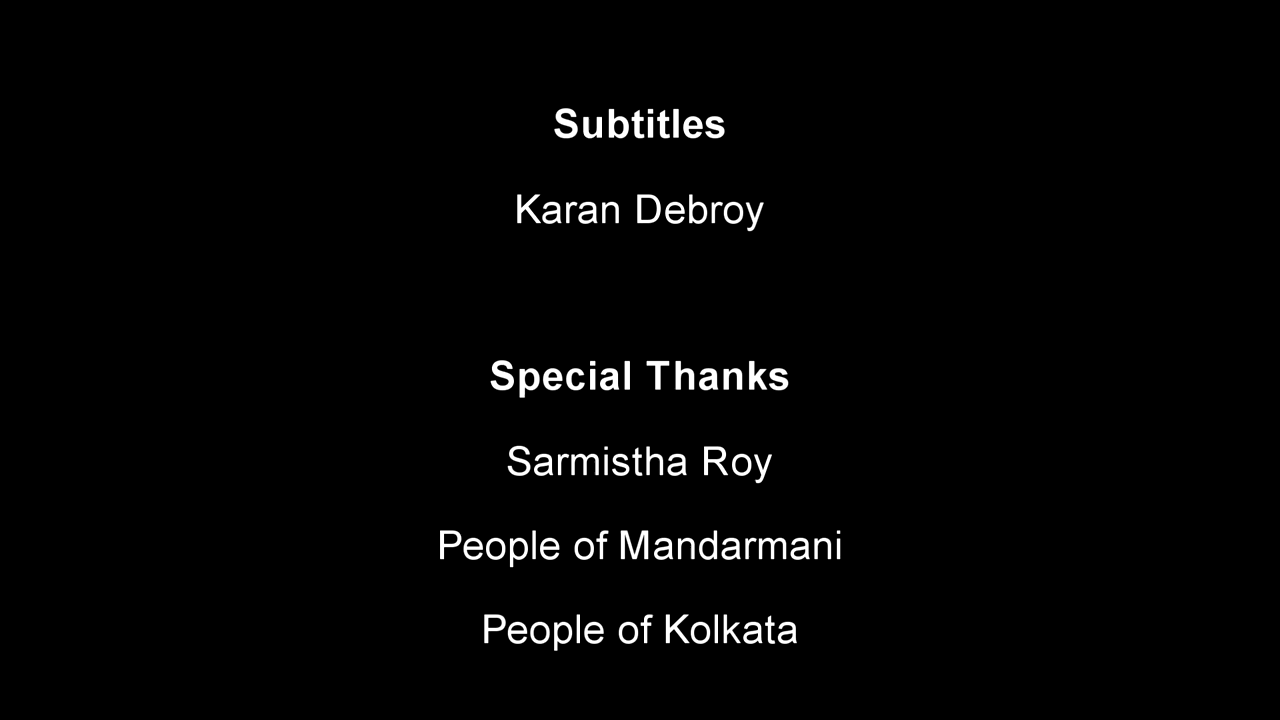 Subtitles
Karan Debroy
Special Thanks
Sarmistha Roy
People of Mandarmani
People of Kolkata